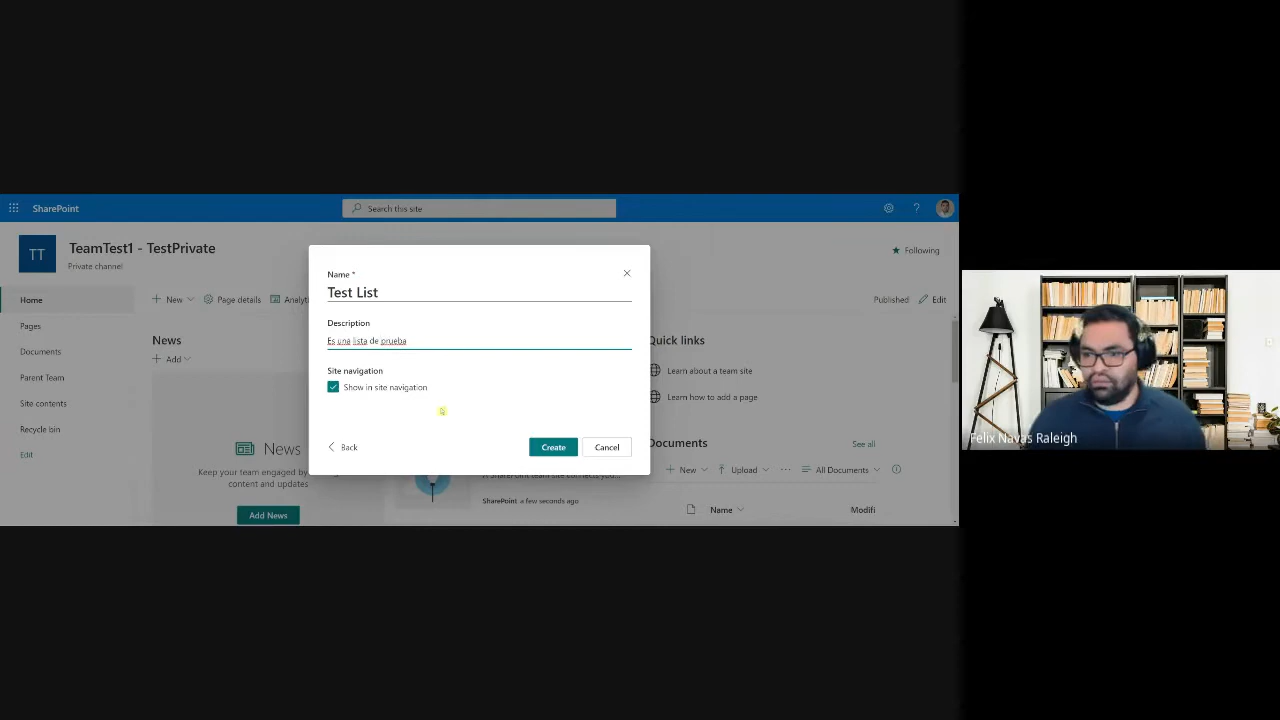 SharePoint
Search this site
?
TT
TeamTest1 - TestPrivate
Private channel
Following
Home
Pages
Documents
Parent Team
Site contents
Recycle bin
Edit
New
Page details
Published
Edit
News
Add
News
Keep your team engaged by
content and updates
Add News
Name *
Test List
Description
Es una lista de prueba
Site navigation
Show in site navigation
Back
Create
Cancel
SharePoint a few seconds ago
Quick links
Learn about a team site
Learn how to add a page
Documents
See all
New
Upload
All Documents
Name
Modifi
Felix Navas Raleigh